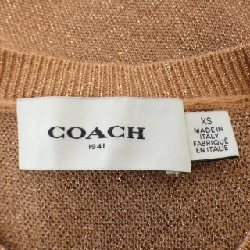 COACH
1941
XS
MADE IN
ITALY
FABRIQUÉ
EN ITALIE